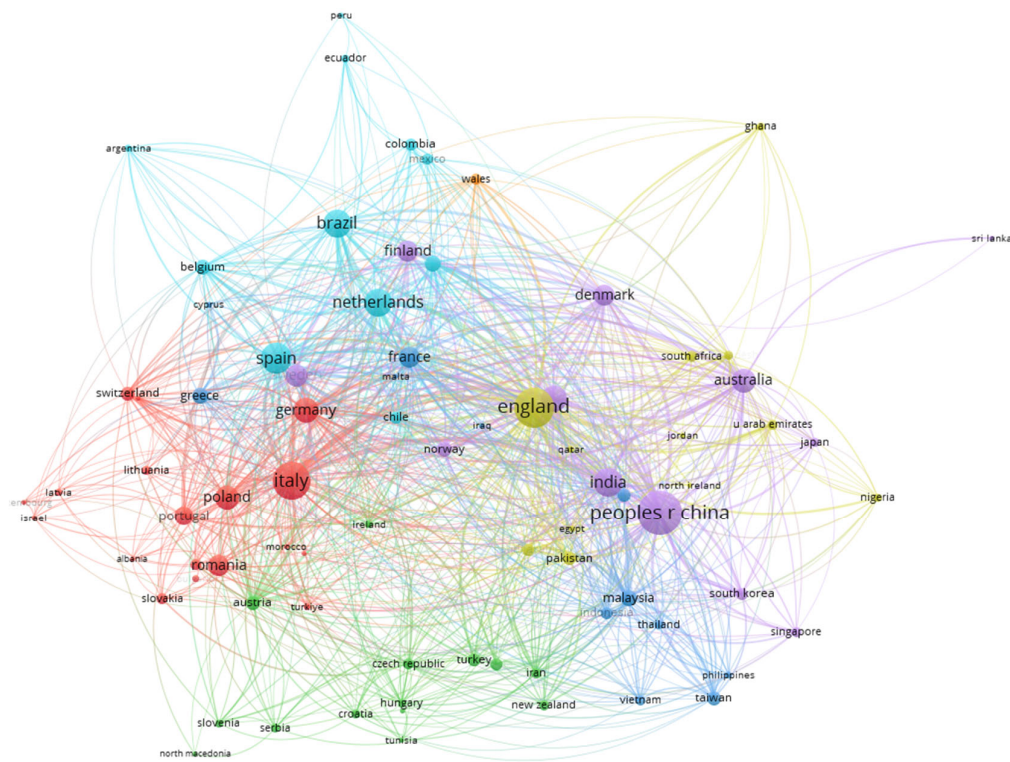 peru
ecuador
ghana
colombia
argentina
mexico
wales
brazil
sri lanka
finland
belgium
denmark
netherlands
cyprus
spain
france
south africa
malta
australia
switzerland
greece
germany
england
chile
iraq
u arab emirates
jordan
japan
norway
qatar
lithuania
italy
india
north ireland
latvia
poland
nigeria
peoples r china
portugal
israel
ireland
egypt
morocco
albania
pakistan
romania
slovakia
austria
turkiye
malaysia
south korea
indonesia
thailand
singapore
czech republic
turkey
iran
philippines
hungary
new zealand
vietnam
taiwan
croatia
slovenia
serbia
tunisia
north macedonia